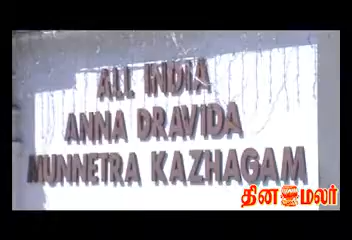 ALL INDIA
ANNA DRAVIDA
MUNNETRA KAZHAGAM
தினமலர்